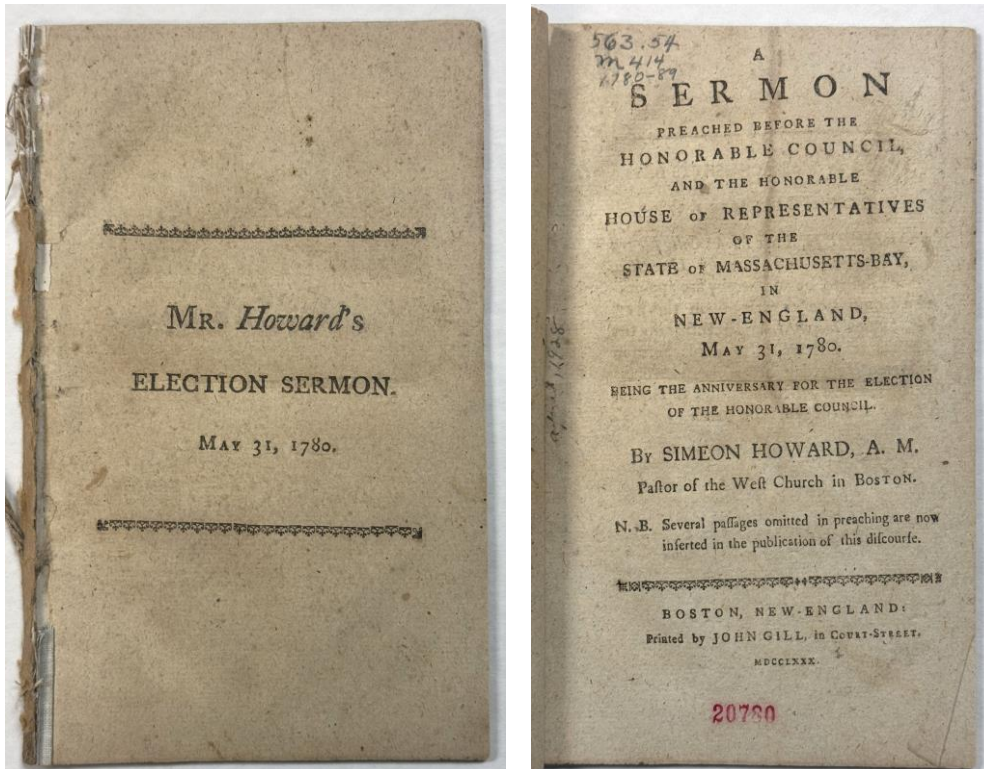 MR. Howard's
ELECTION SERMON.
MAY 31, 1780.
563.54
M414
1780-89
A
SERMON
PREACHED BEFORE THE
HONORABLE COUNCIL,
AND THE HONORABLE
HOUSE OF REPRESENTATIVES
OF THE
STATE OF MASSACHUSETTS-BAY,
IN
NEW-ENGLAND,
MAY 31, 1780.
BEING THE ANNIVERSARY FOR THE ELECTION
OF THE HONORABLE COUNCIL.
BY SIMEON HOWARD, A. M.
Paſtor of the Weſt Church in BOSTON.
N. B. Several paſſages omitted in preaching are now
inſerted in the publication of this diſcourſe.
BOSTON, NEW-ENGLAND:
Printed by JOHN GILL, in COURT-STREET.
MDCCLXXX.
20780